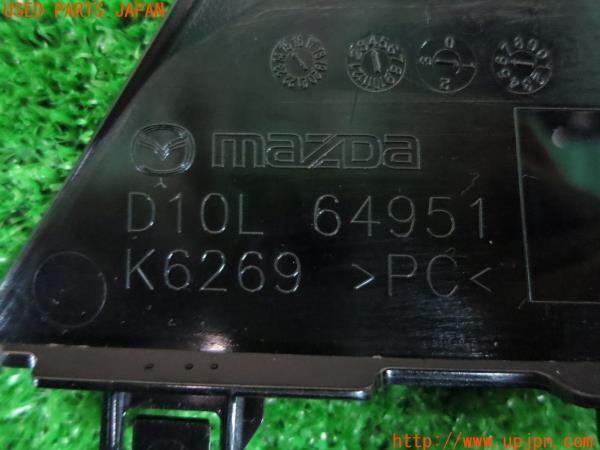 USED PARTS JAPAN
mazda
D10L 64951
K6269 >PC<
http://www.upjpn.com